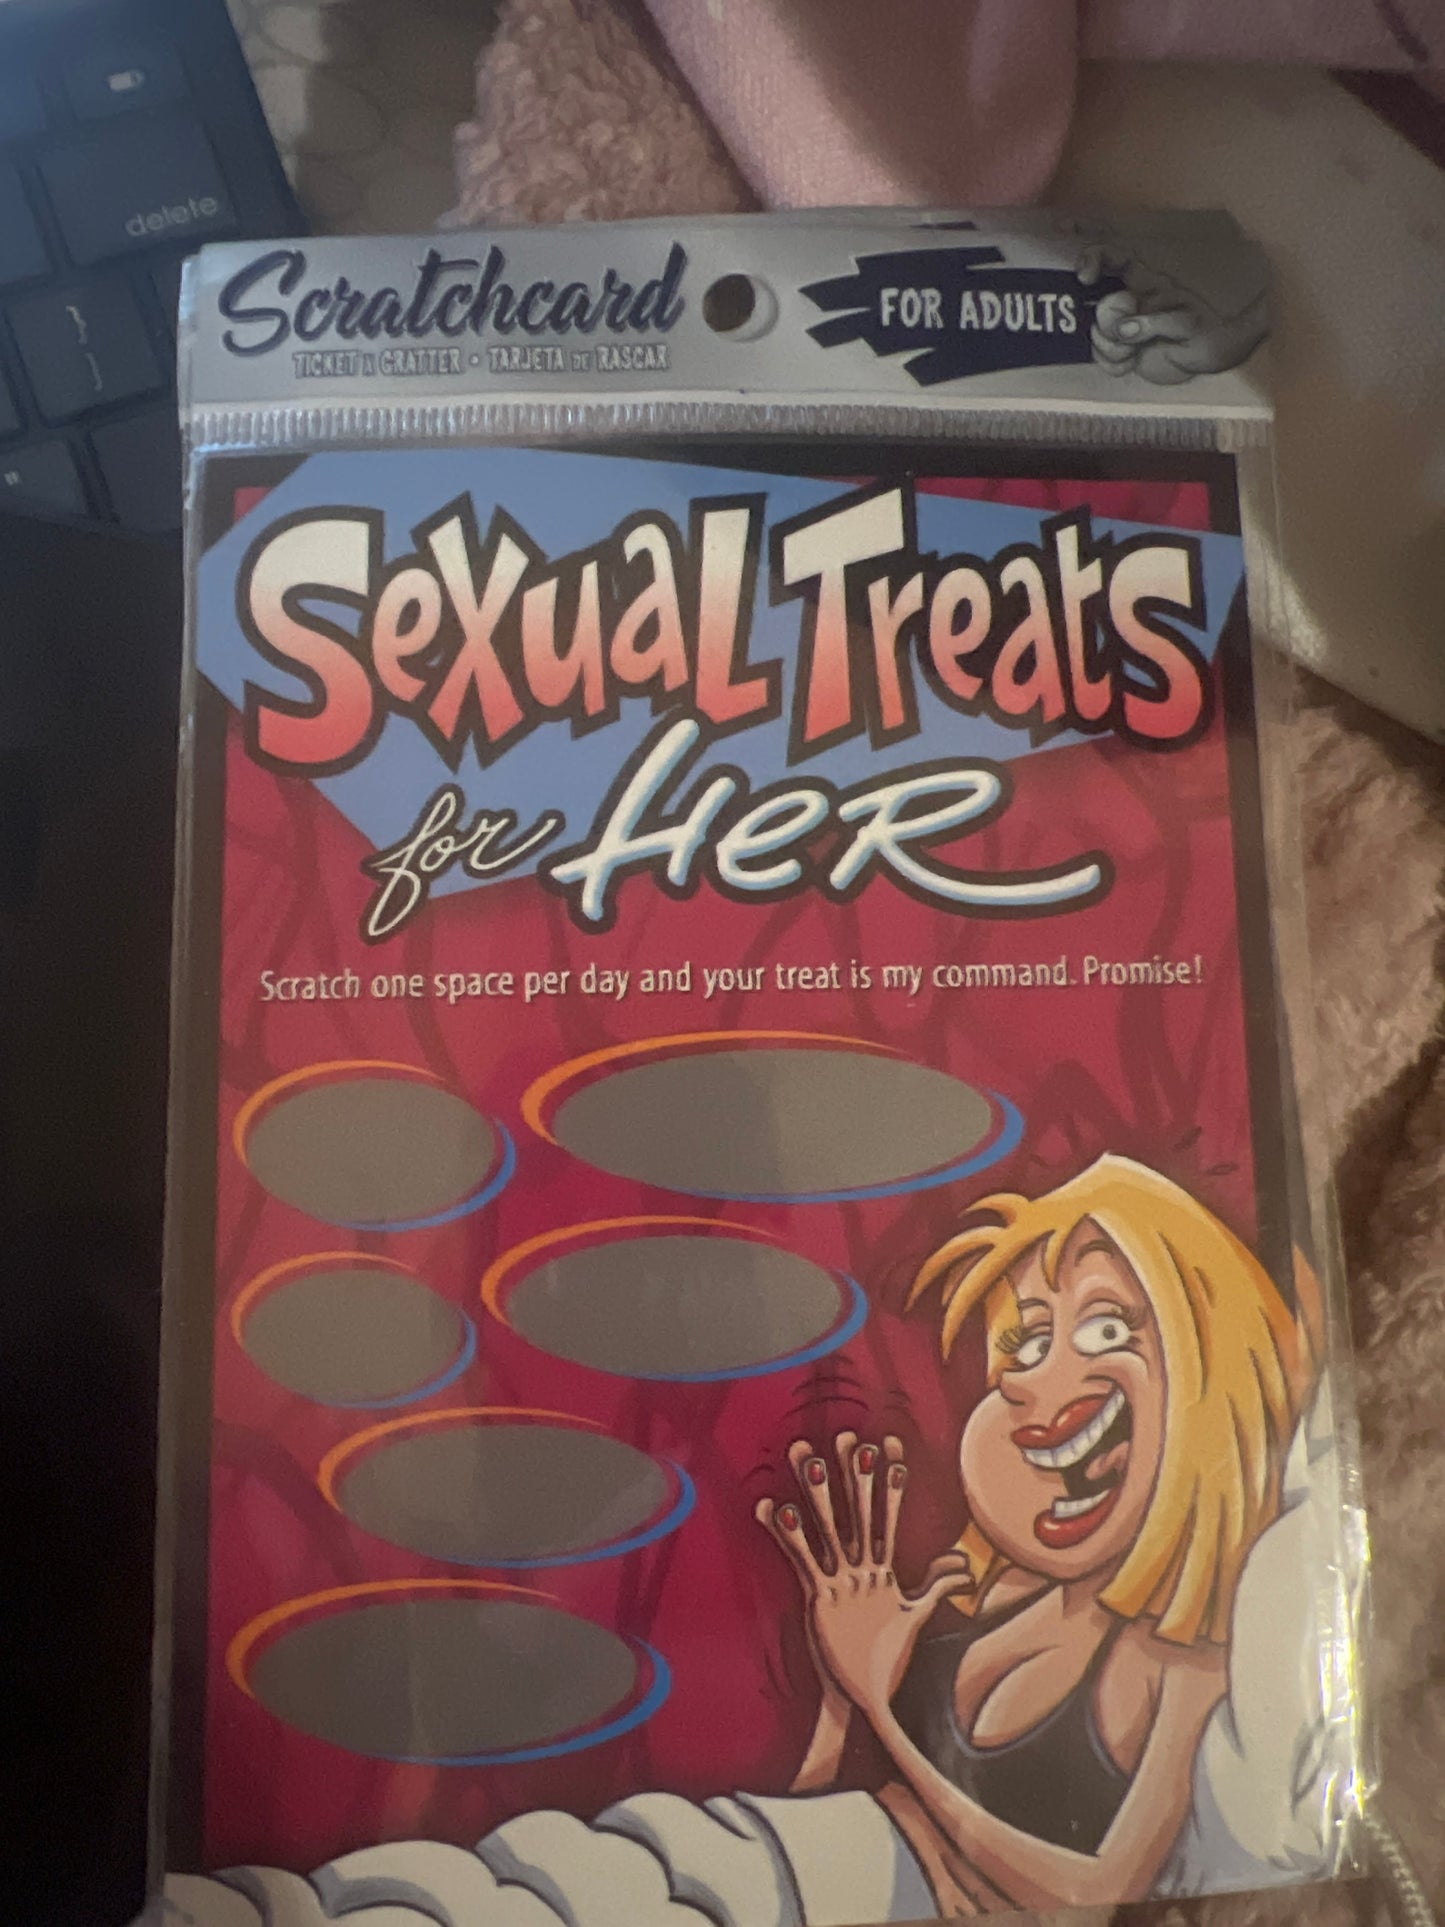 delete
Scratchcard
TICKET À GRATTER • TARJETA DE RASCAR
FOR ADULTS
Sexual Treats
for Her
Scratch one space per day and your treat is my command. Promise!